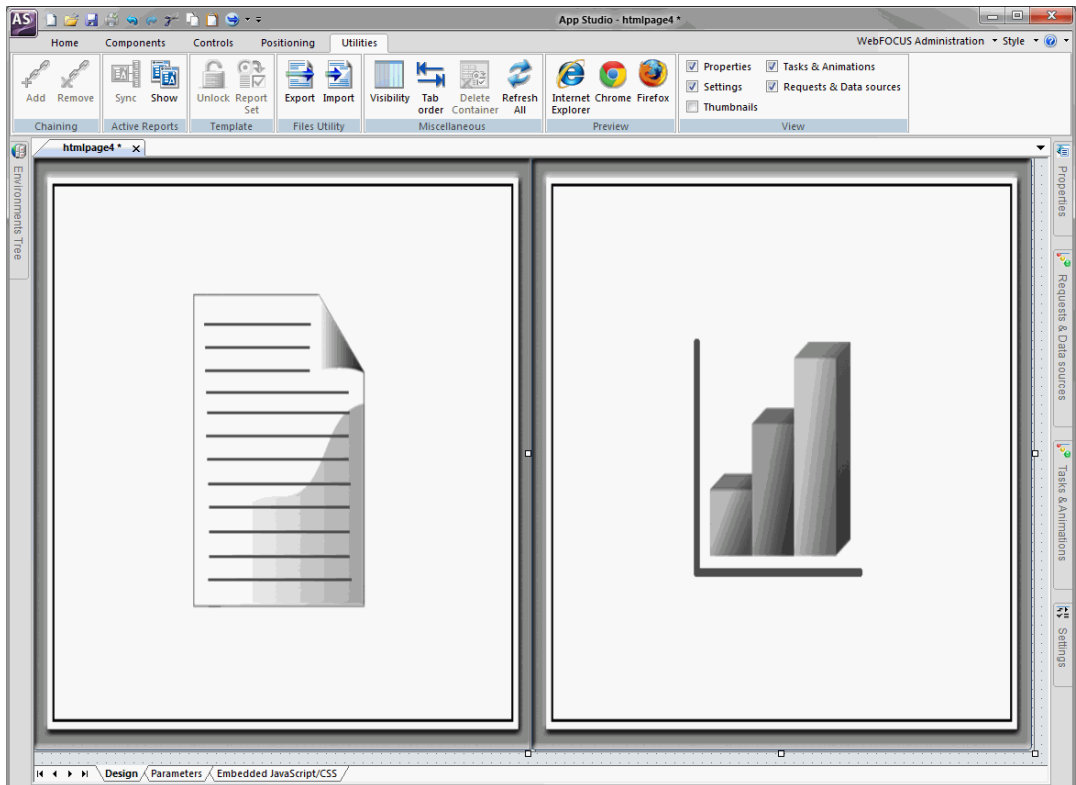 AS
App Studio - htmlpage4 *
Home Components Controls Positioning Utilities
WebFOCUS Administration Style
Add Remove
Sync Show
Unlock Report Set
Export Import
Visibility Tab order Delete Container Refresh All
Internet Explorer Chrome Firefox
Properties Tasks & Animations
Settings Requests & Data sources
Thumbnails
Chaining Active Reports Template Files Utility Miscellaneous Preview View
htmlpage4 * x
Environments Tree
Properties
Requests & Data sources
Tasks & Animations
Settings
Design Parameters Embedded JavaScript/CSS